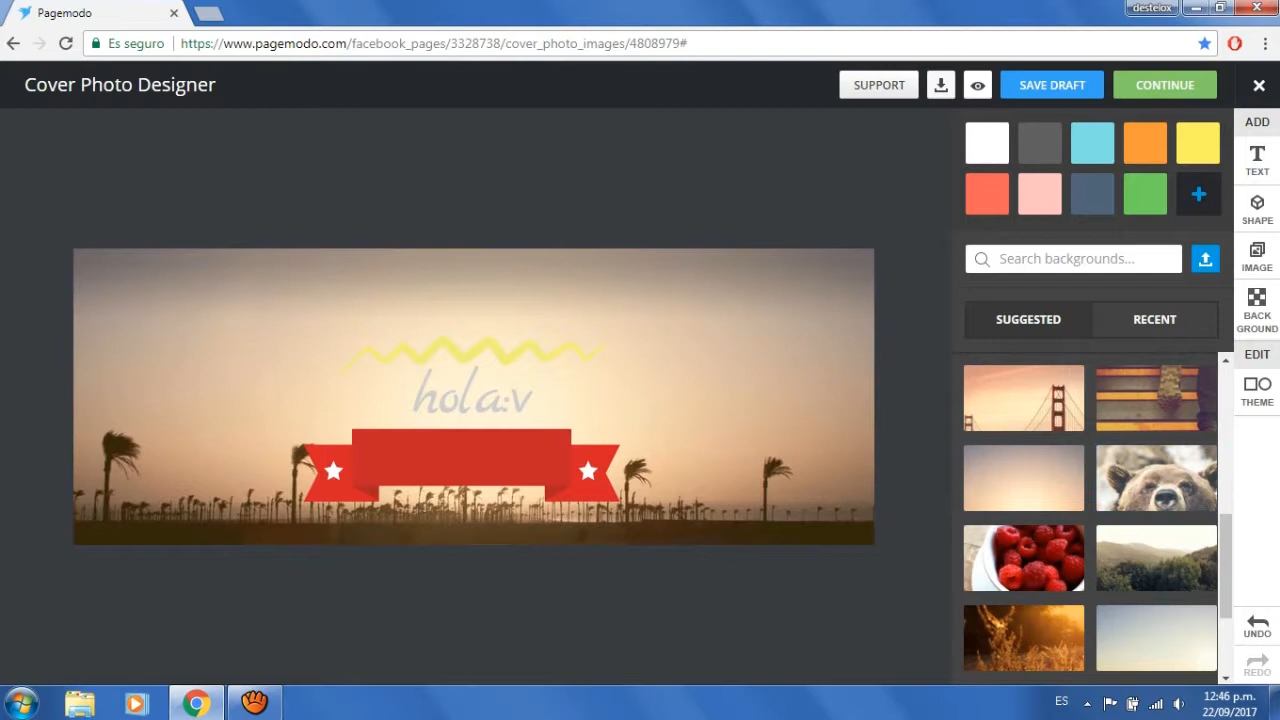 Pagemodo
destelox
Es seguro
https://www.pagemodo.com/facebook_pages/3328738/cover_photo_images/4808979#
Cover Photo Designer
SUPPORT
SAVE DRAFT
CONTINUE
ADD
TEXT
SHAPE
IMAGE
BACK
GROUND
EDIT
THEME
UNDO
REDO
Search backgrounds...
SUGGESTED
RECENT
hola:v
ES
12:46 p.m.
22/09/2017